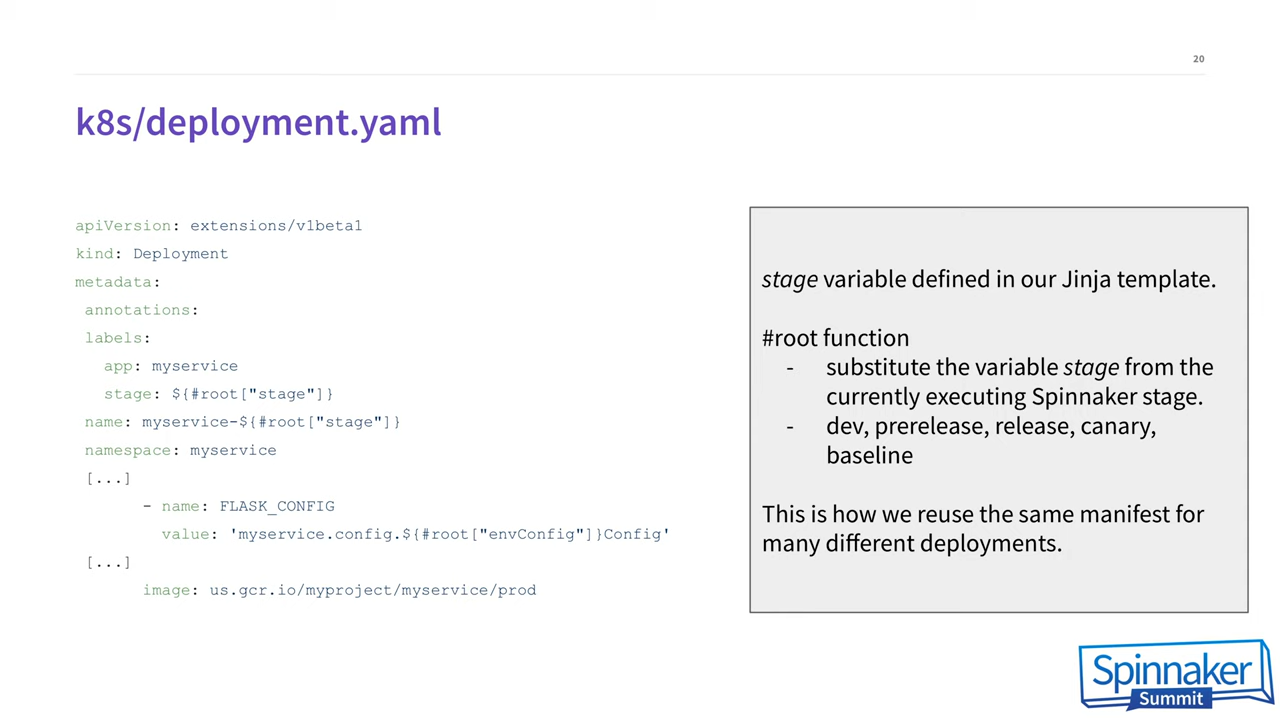 20
k8s/deployment.yaml
apiVersion: extensions/v1beta1
kind: Deployment
metadata:
 annotations:
 labels:
   app: myservice
   stage: ${#root["stage"]}
 name: myservice-${#root["stage"]}
 namespace: myservice
 [...]
       - name: FLASK_CONFIG
         value: 'myservice.config.${#root["envConfig"]}Config'
 [...]
       image: us.gcr.io/myproject/myservice/prod
stage variable defined in our Jinja template.
#root function
- substitute the variable stage from the
currently executing Spinnaker stage.
- dev, prerelease, release, canary,
baseline
This is how we reuse the same manifest for
many different deployments.
Spinnaker
Summit